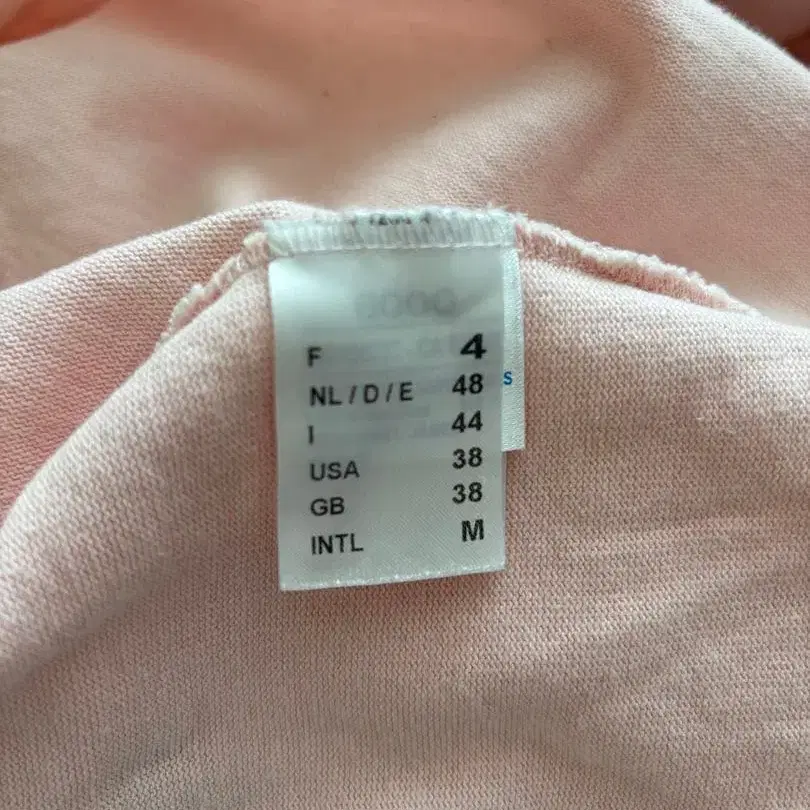 F 4
NL / D / E 48
I 44
USA 38
GB 38
INTL M
S